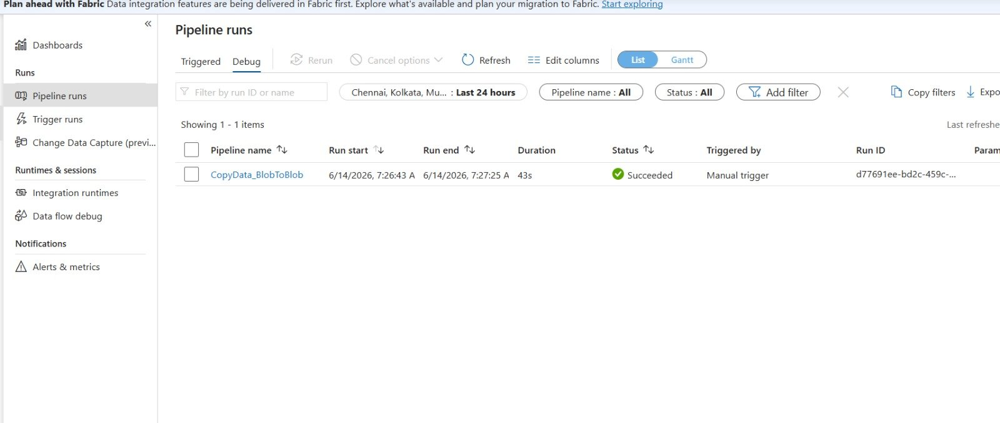 Plan ahead with Fabric Data integration features are being delivered in Fabric first. Explore what's available and plan your migration to Fabric. Start exploring
«
Dashboards
Runs
Pipeline runs
Trigger runs
Change Data Capture (previ...
Runtimes & sessions
Integration runtimes
Data flow debug
Notifications
Alerts & metrics
Pipeline runs
Triggered Debug Rerun Cancel options Refresh Edit columns List Gantt
Filter by run ID or name Chennai, Kolkata, Mu... : Last 24 hours Pipeline name : All Status : All Add filter Copy filters Expo
Showing 1 - 1 items Last refreshe
Pipeline name Run start Run end Duration Status Triggered by Run ID Param
CopyData_BlobToBlob 6/14/2026, 7:26:43 A 6/14/2026, 7:27:25 A 43s Succeeded Manual trigger d77691ee-bd2c-459c-...